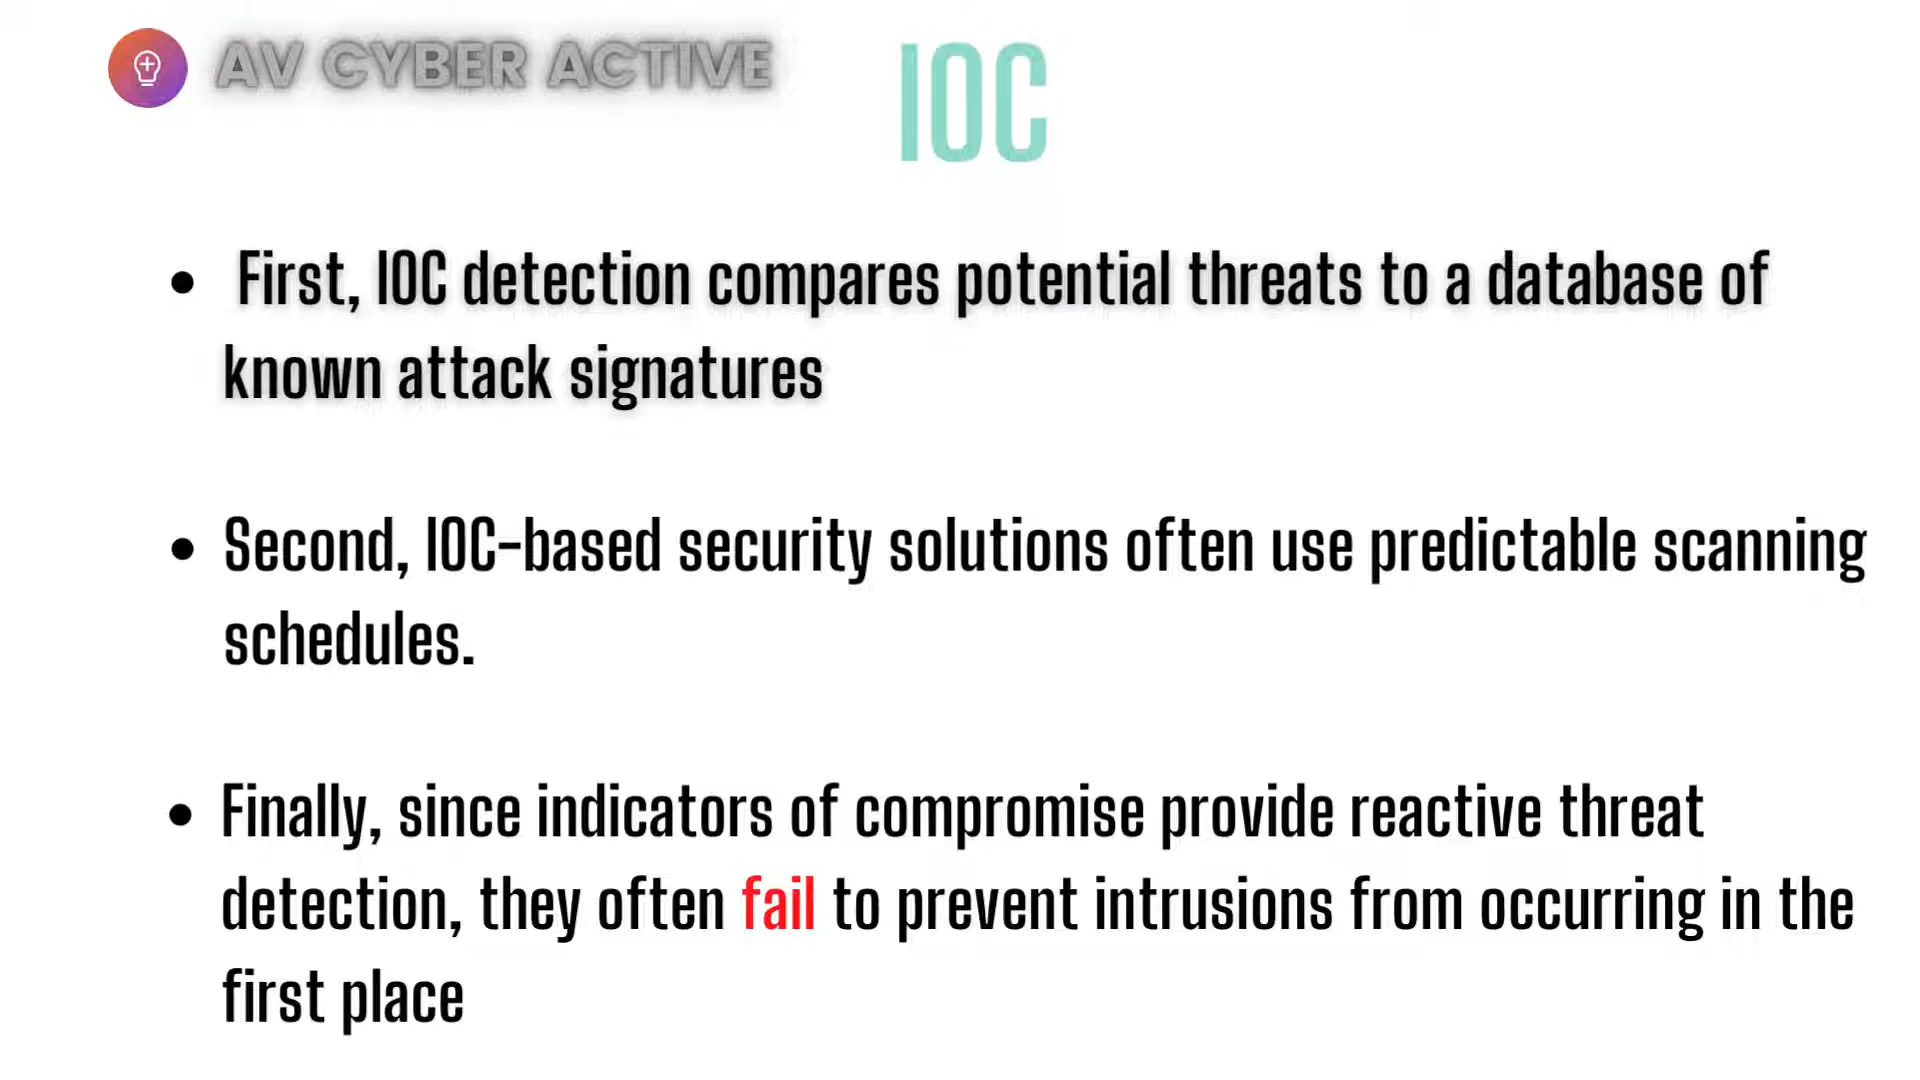 AV CYBER ACTIVE
IOC
• First, IOC detection compares potential threats to a database of
known attack signatures
• Second, IOC-based security solutions often use predictable scanning
schedules.
• Finally, since indicators of compromise provide reactive threat
detection, they often fail to prevent intrusions from occurring in the
first place